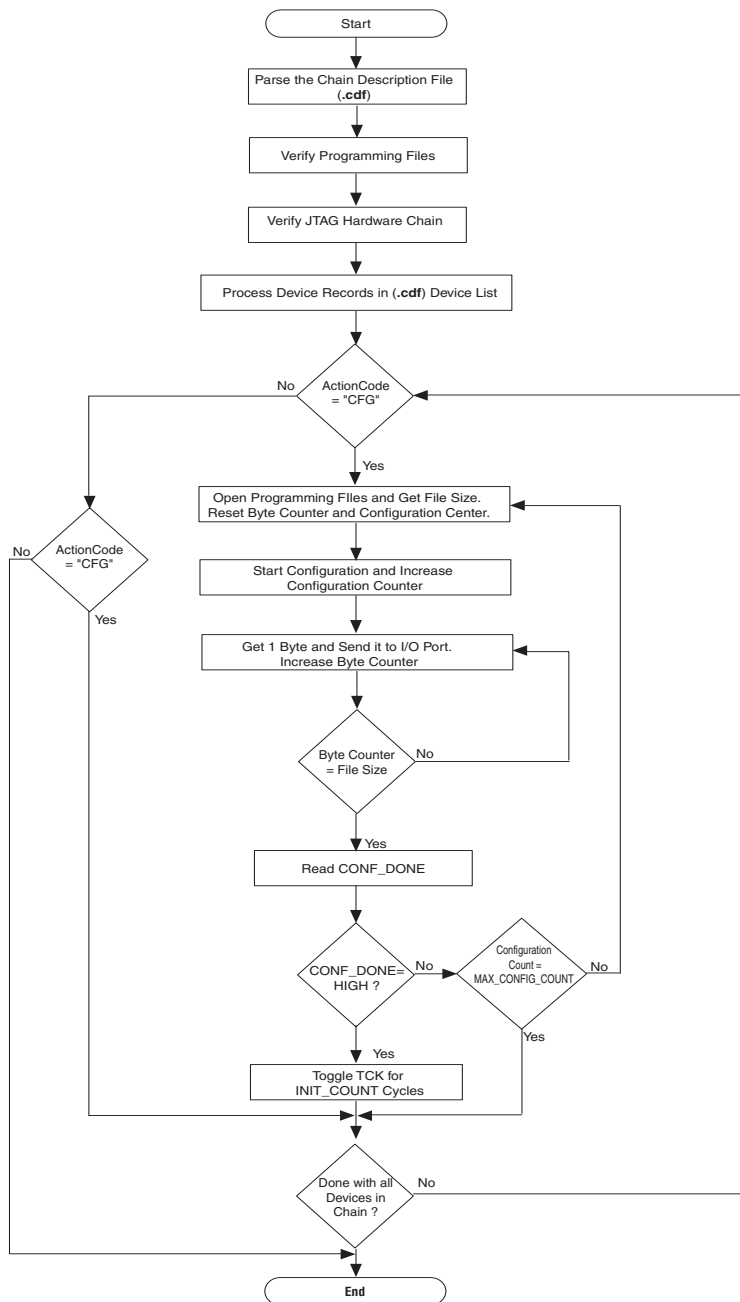 Start
Parse the Chain Description File
(.cdf)
Verify Programming Files
Verify JTAG Hardware Chain
Process Device Records in (.cdf) Device List
No
ActionCode
= "CFG"
Yes
Open Programming FIles and Get File Size.
Reset Byte Counter and Configuration Center.
No
ActionCode
= "CFG"
Yes
Start Configuration and Increase
Configuration Counter
Get 1 Byte and Send it to I/O Port.
Increase Byte Counter
Byte Counter
= File Size
No
Yes
Read CONF_DONE
CONF_DONE=
HIGH ?
No
Configuration
Count =
MAX_CONFIG_COUNT
No
Yes
Yes
Toggle TCK for
INIT_COUNT Cycles
Done with all
Devices in
Chain ?
No
End